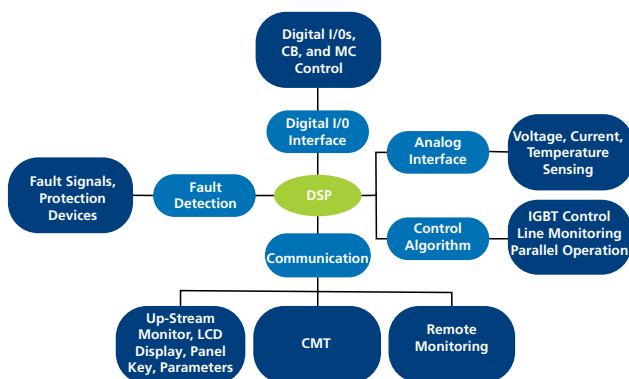 Digital I/0s,
CB, and MC
Control
Digital I/0
Interface
Analog
Interface
Voltage, Current,
Temperature
Sensing
Fault Signals,
Protection
Devices
Fault
Detection
DSP
Control
Algorithm
IGBT Control
Line Monitoring
Parallel Operation
Communication
Up-Stream
Monitor, LCD
Display, Panel
Key, Parameters
CMT
Remote
Monitoring